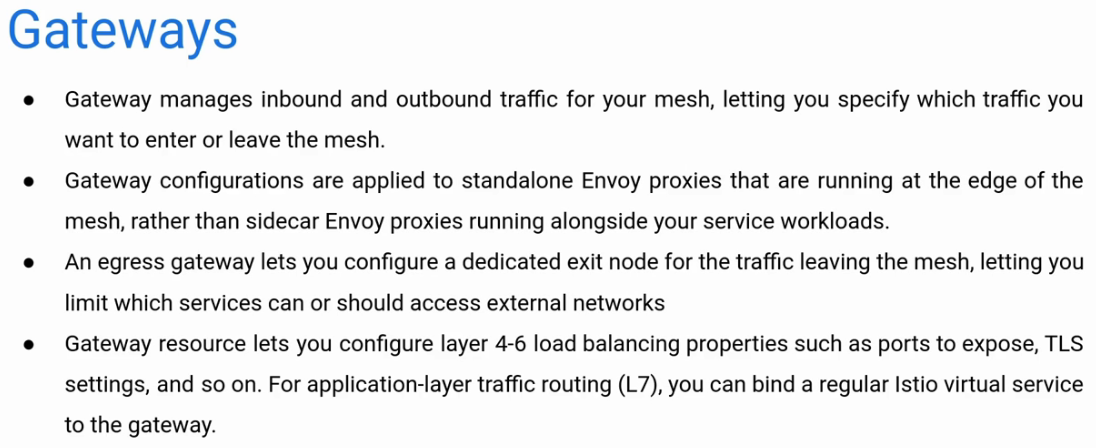 Gateways
● Gateway manages inbound and outbound traffic for your mesh, letting you specify which traffic you
want to enter or leave the mesh.
● Gateway configurations are applied to standalone Envoy proxies that are running at the edge of the
mesh, rather than sidecar Envoy proxies running alongside your service workloads.
● An egress gateway lets you configure a dedicated exit node for the traffic leaving the mesh, letting you
limit which services can or should access external networks
● Gateway resource lets you configure layer 4-6 load balancing properties such as ports to expose, TLS
settings, and so on. For application-layer traffic routing (L7), you can bind a regular Istio virtual service
to the gateway.